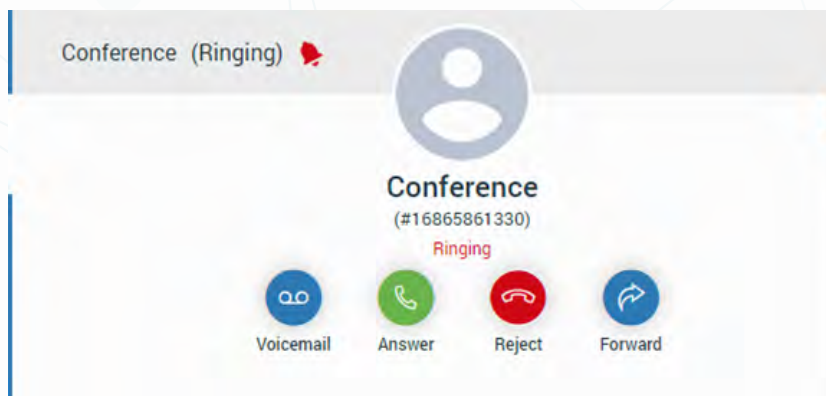 Conference (Ringing)
Conference
(#16865861330)
Ringing
Voicemail Answer Reject Forward